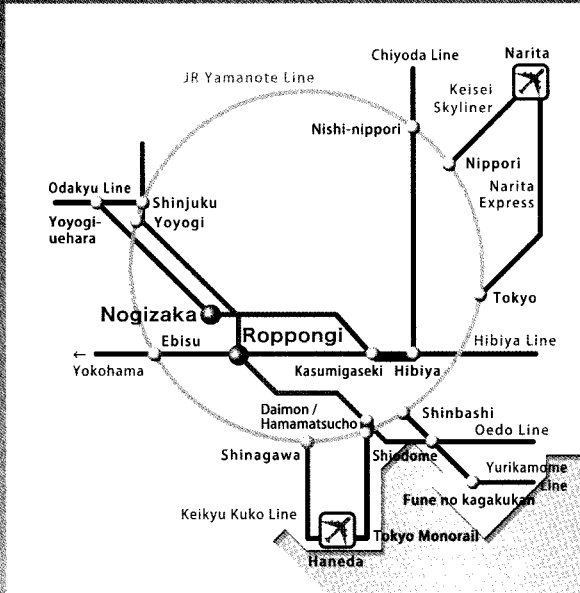 Chiyoda Line
Narita
JR Yamanote Line
Keisei
Skyliner
Nishi-nippori
Nippori
Narita
Express
Odakyu Line
Shinjuku
Yoyogi-
uehara
Yoyogi
Tokyo
Nogizaka
Ebisu
Roppongi
Hibiya Line
← Yokohama
Kasumigaseki
Hibiya
Daimon /
Hamamatsucho
Shinbashi
Oedo Line
Shinagawa
Shiodome
Yurikamome
Line
Fune no kagakukan
Keikyu Kuko Line
Tokyo Monorail
Haneda